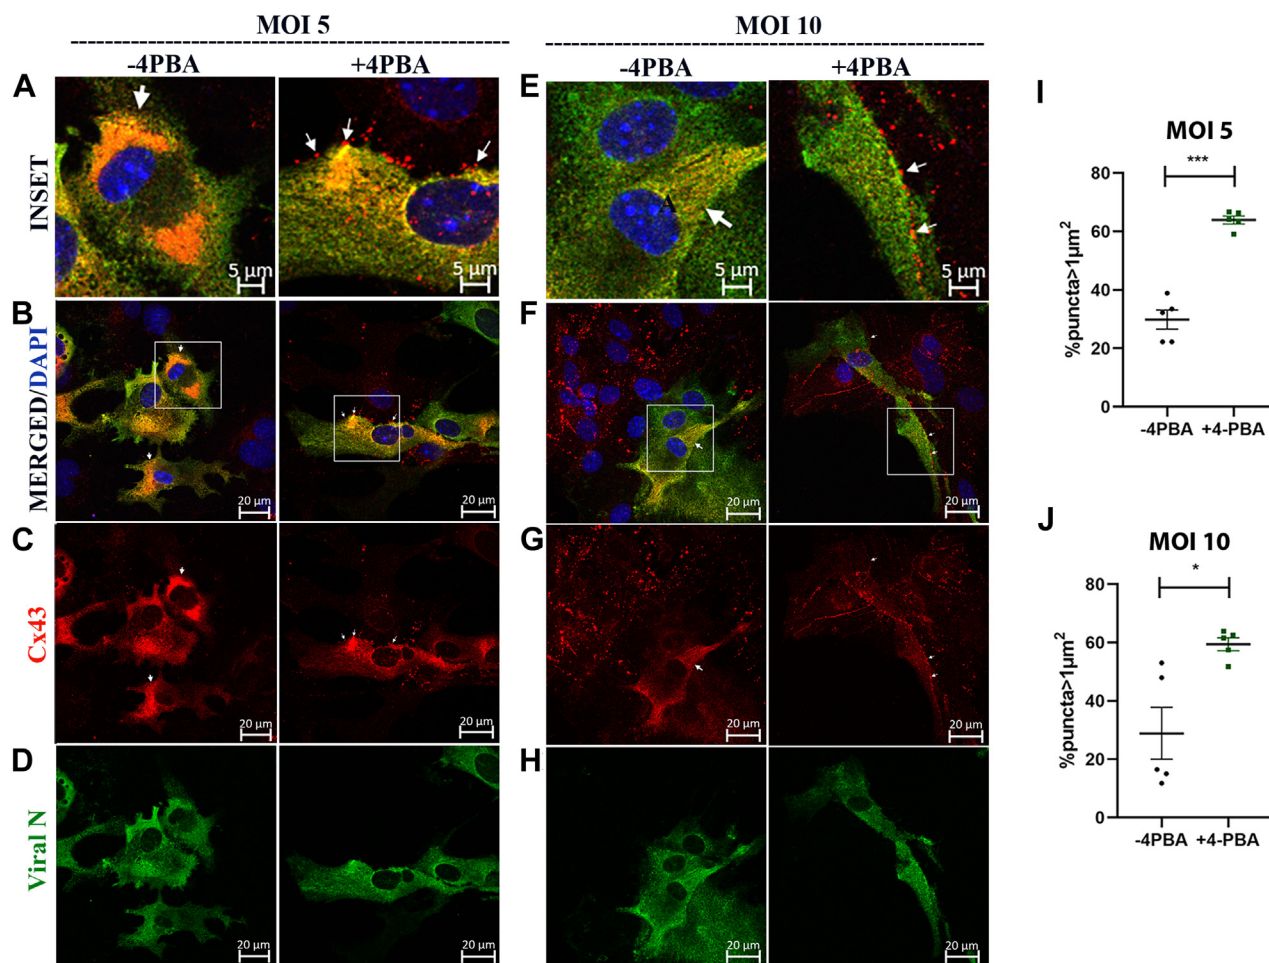 MOI 5
MOI 10
-4PBA
+4PBA
-4PBA
+4PBA
A
E
I
INSET
5 µm
5 µm
A
5 µm
5 µm
MOI 5
***
80
60
40
20
0
%puncta>1µm²
-4PBA
+4-PBA
B
F
MERGED/DAPI
20 µm
20 µm
20 µm
20 µm
C
G
Cx43
20 µm
20 µm
20 µm
20 µm
J
MOI 10
*
80
60
40
20
0
%puncta>1µm²
-4PBA
+4-PBA
D
H
Viral N
20 µm
20 µm
20 µm
20 µm